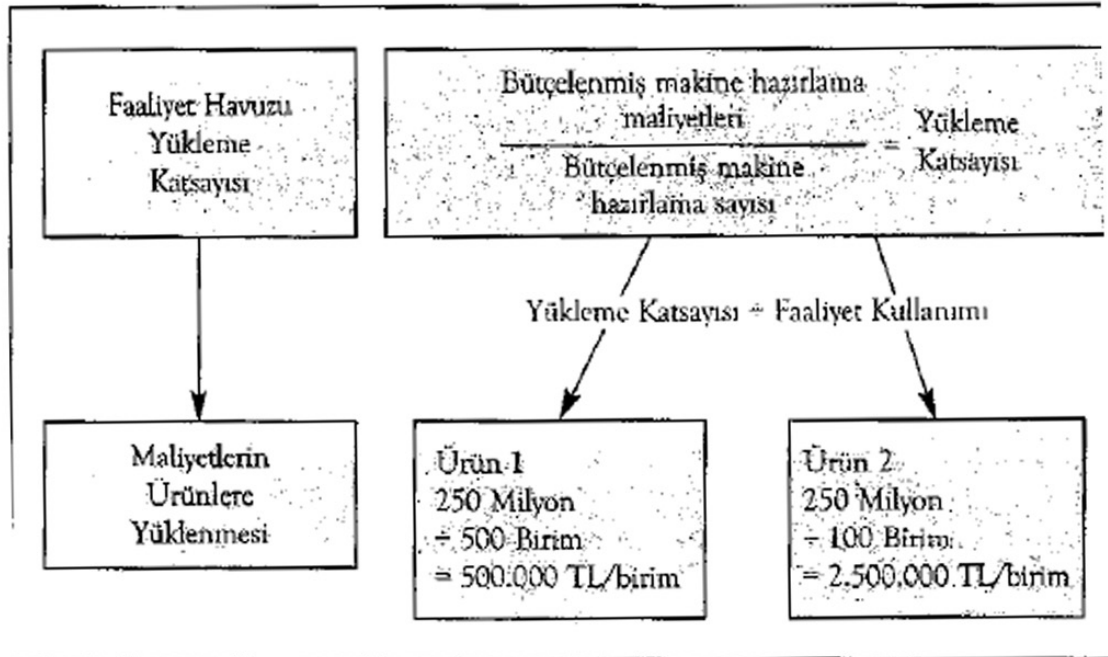 Faaliyet Havuzu
Yükleme
Katsayısı
Bütçelenmiş makine hazırlama
maliyetleri
Bütçelenmiş makine
hazırlama sayısı
= Yükleme
Katsayısı
Yükleme Katsayısı ÷ Faaliyet Kullanımı
Maliyetlerin
Ürünlere
Yüklenmesi
Ürün 1
250 Milyon
÷ 500 Birim
= 500.000 TL/birim
Ürün 2
250 Milyon
÷ 100 Birim
= 2.500.000 TL/birim